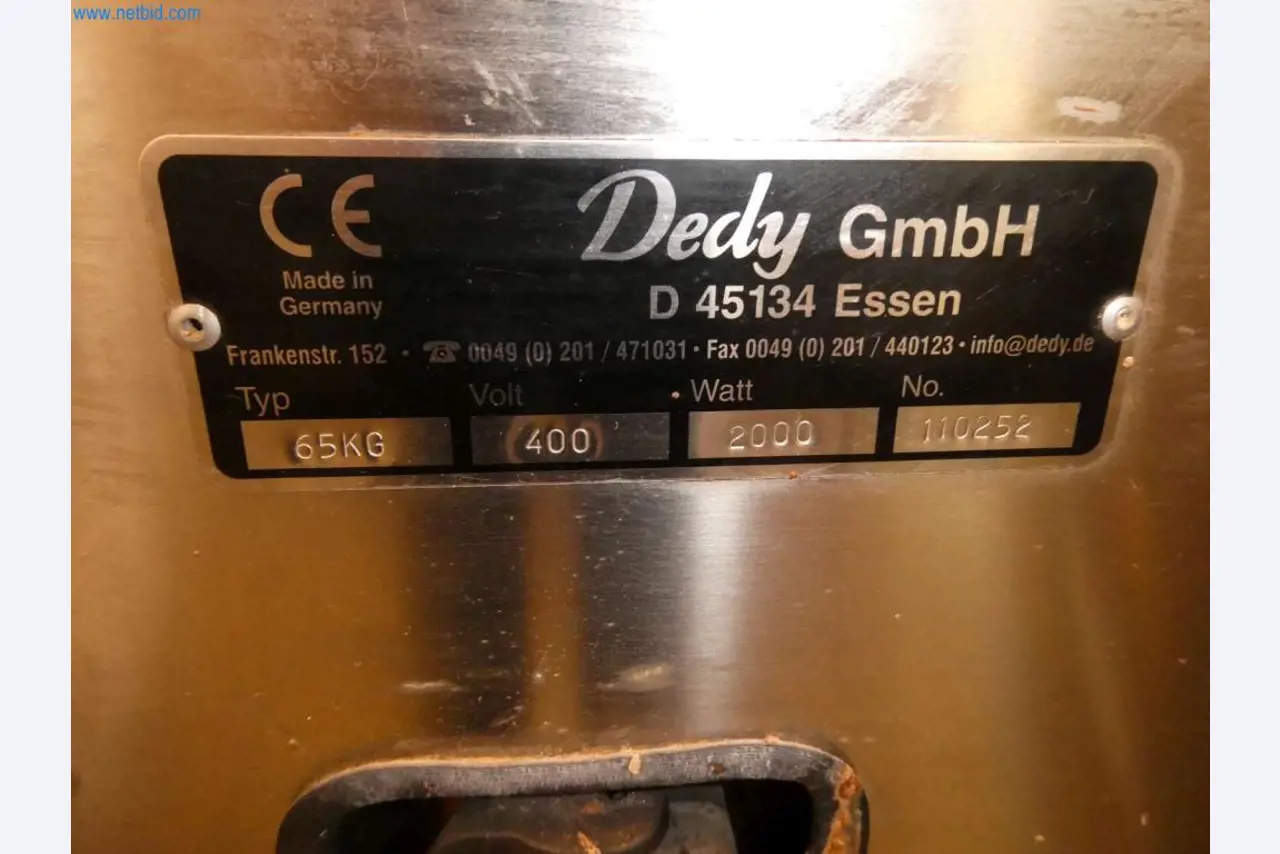 www.netbid.com
CE
Dedy GmbH
Made in
Germany
D 45134 Essen
Frankenstr. 152 · ☎ 0049 (0) 201 / 471031 · Fax 0049 (0) 201 / 440123 · info@dedy.de
Typ Volt Watt No.
65KG 400 2000 110252